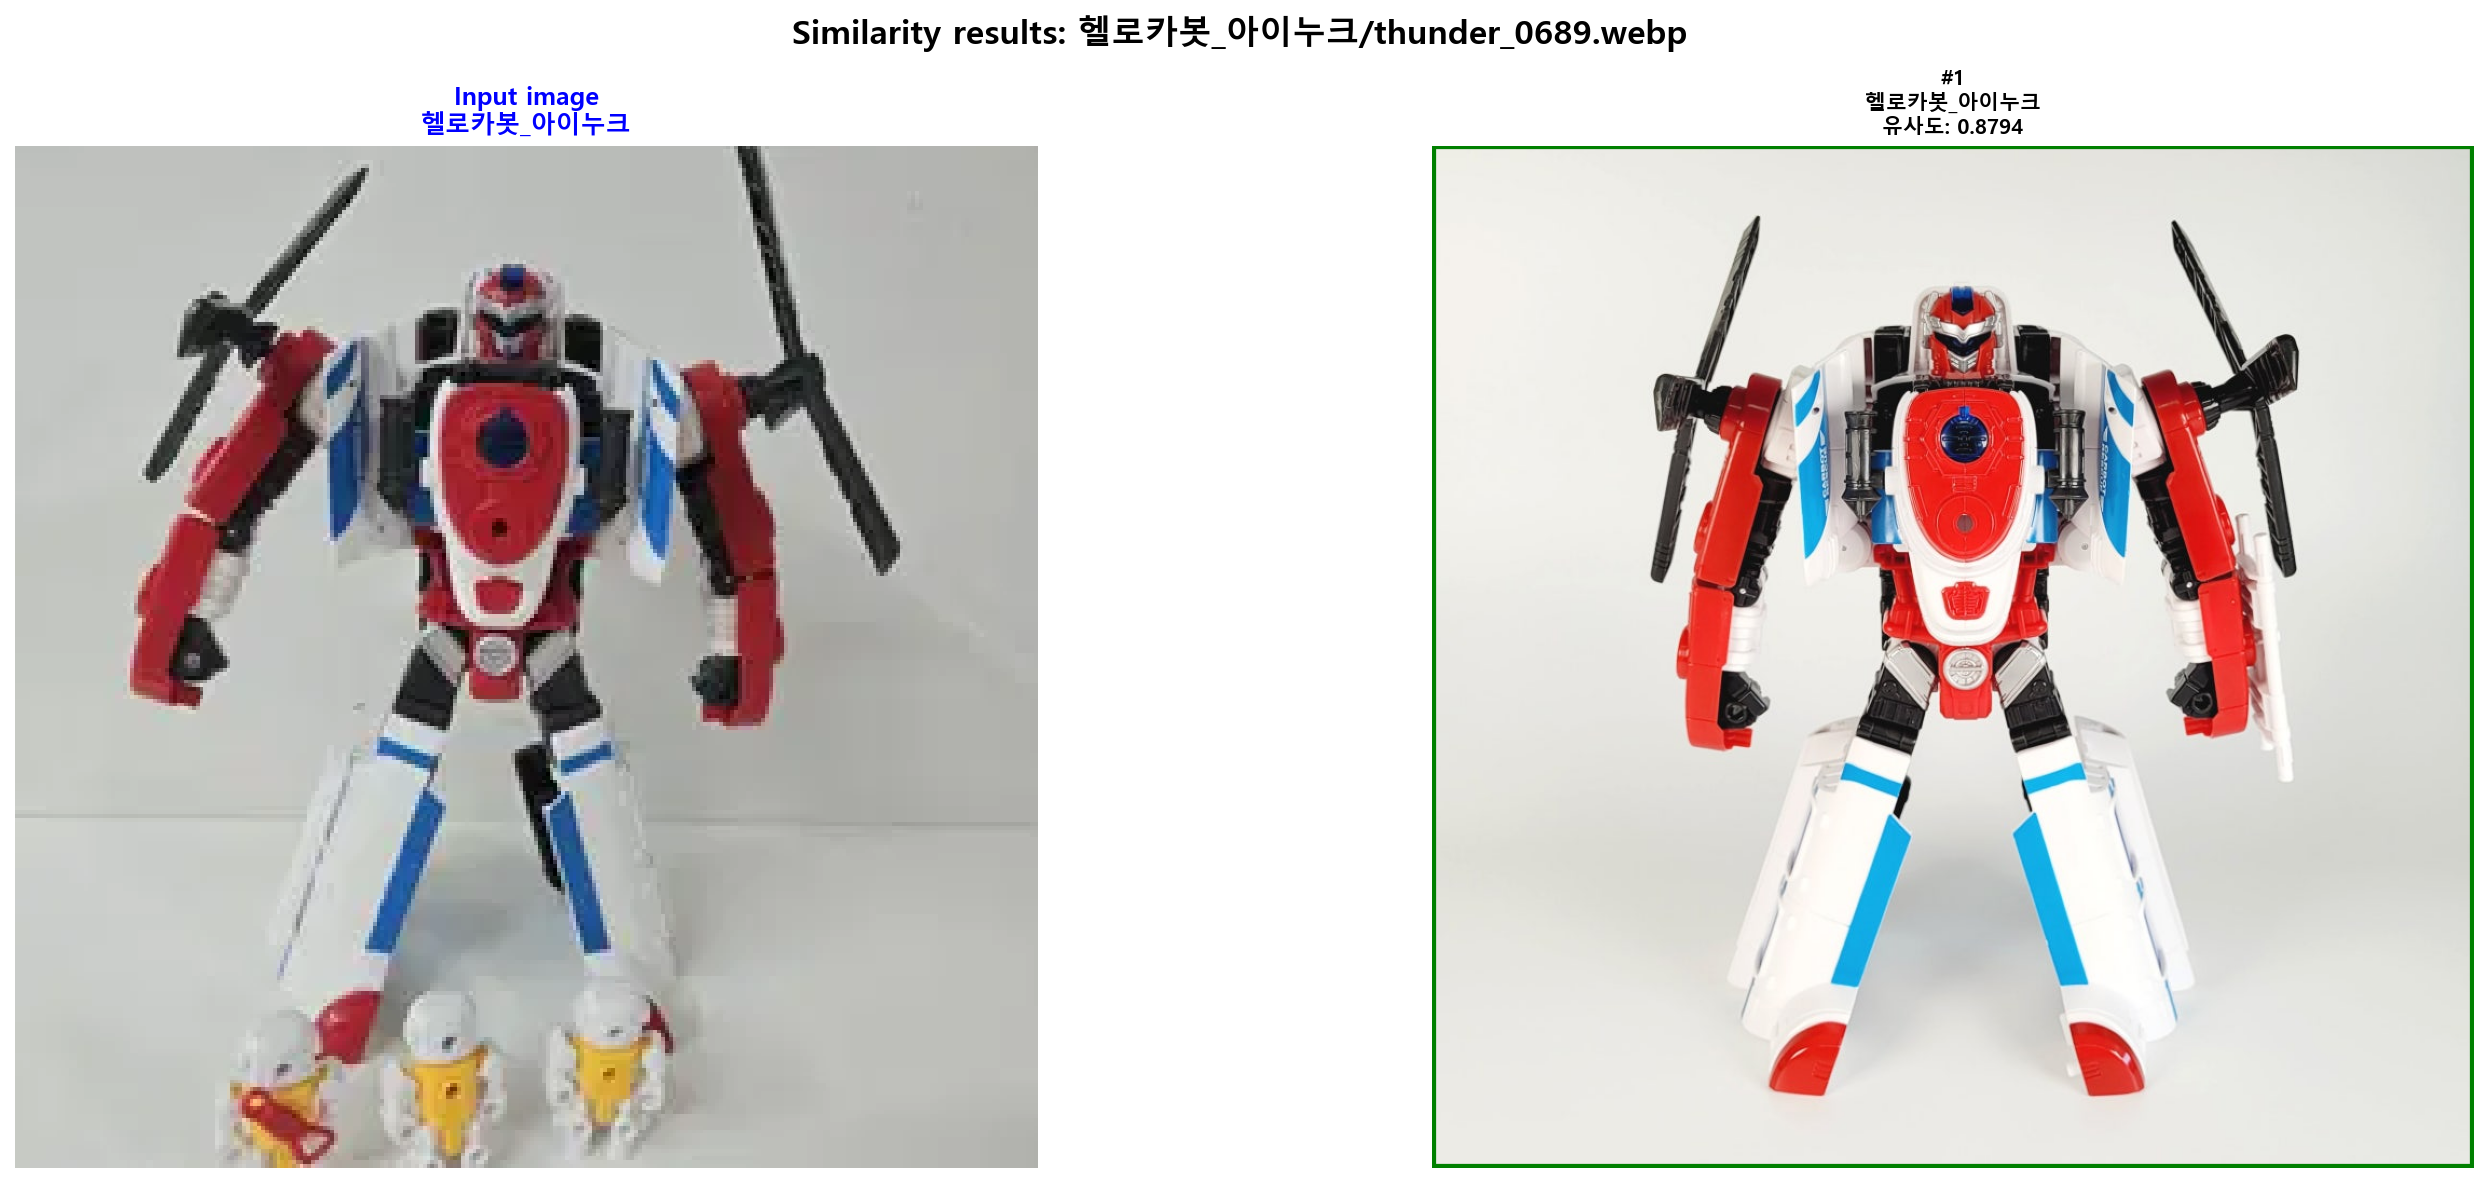 Similarity results: 헬로카봇_아이누크/thunder_0689.webp
Input image
헬로카봇_아이누크
#1
헬로카봇_아이누크
유사도: 0.8794